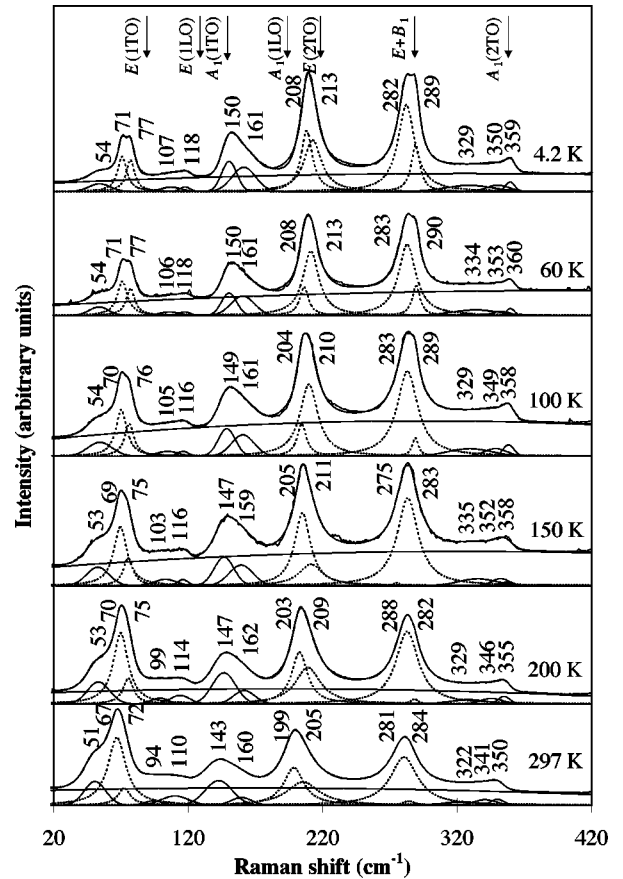 E(1TO) E(1LO) A₁(1TO) A₁(1LO) E(2TO) E+B₁ A₁(2TO)
54 71 77 107 118 150 161 208 213 282 289 329 350 359 4.2 K
54 71 77 106 118 150 161 208 213 283 290 334 353 360 60 K
54 70 76 105 116 149 161 204 210 283 289 329 349 358 100 K
53 69 75 103 116 147 159 205 211 275 283 335 352 358 150 K
53 70 75 99 114 147 162 203 209 288 282 329 346 355 200 K
51 67 72 94 110 143 160 199 205 281 284 322 341 350 297 K
Intensity (arbitrary units)
20 120 220 320 420
Raman shift (cm⁻¹)